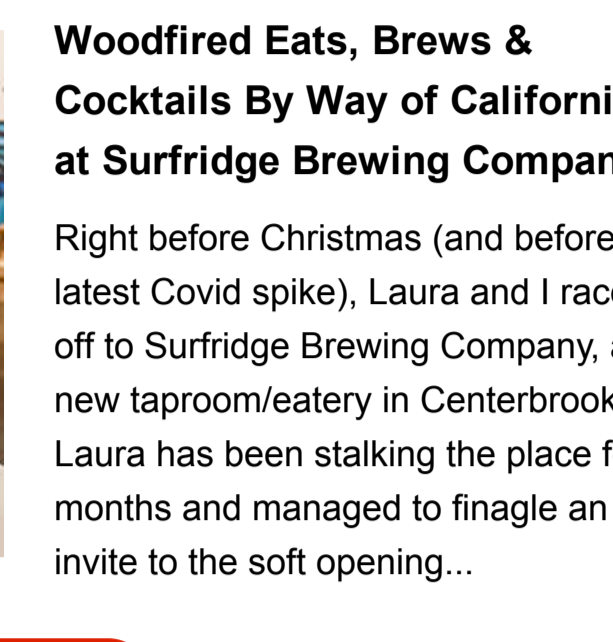 Woodfired Eats, Brews &
Cocktails By Way of Californi
at Surfridge Brewing Compan
Right before Christmas (and before
latest Covid spike), Laura and I rac
off to Surfridge Brewing Company, a
new taproom/eatery in Centerbrook
Laura has been stalking the place f
months and managed to finagle an
invite to the soft opening...